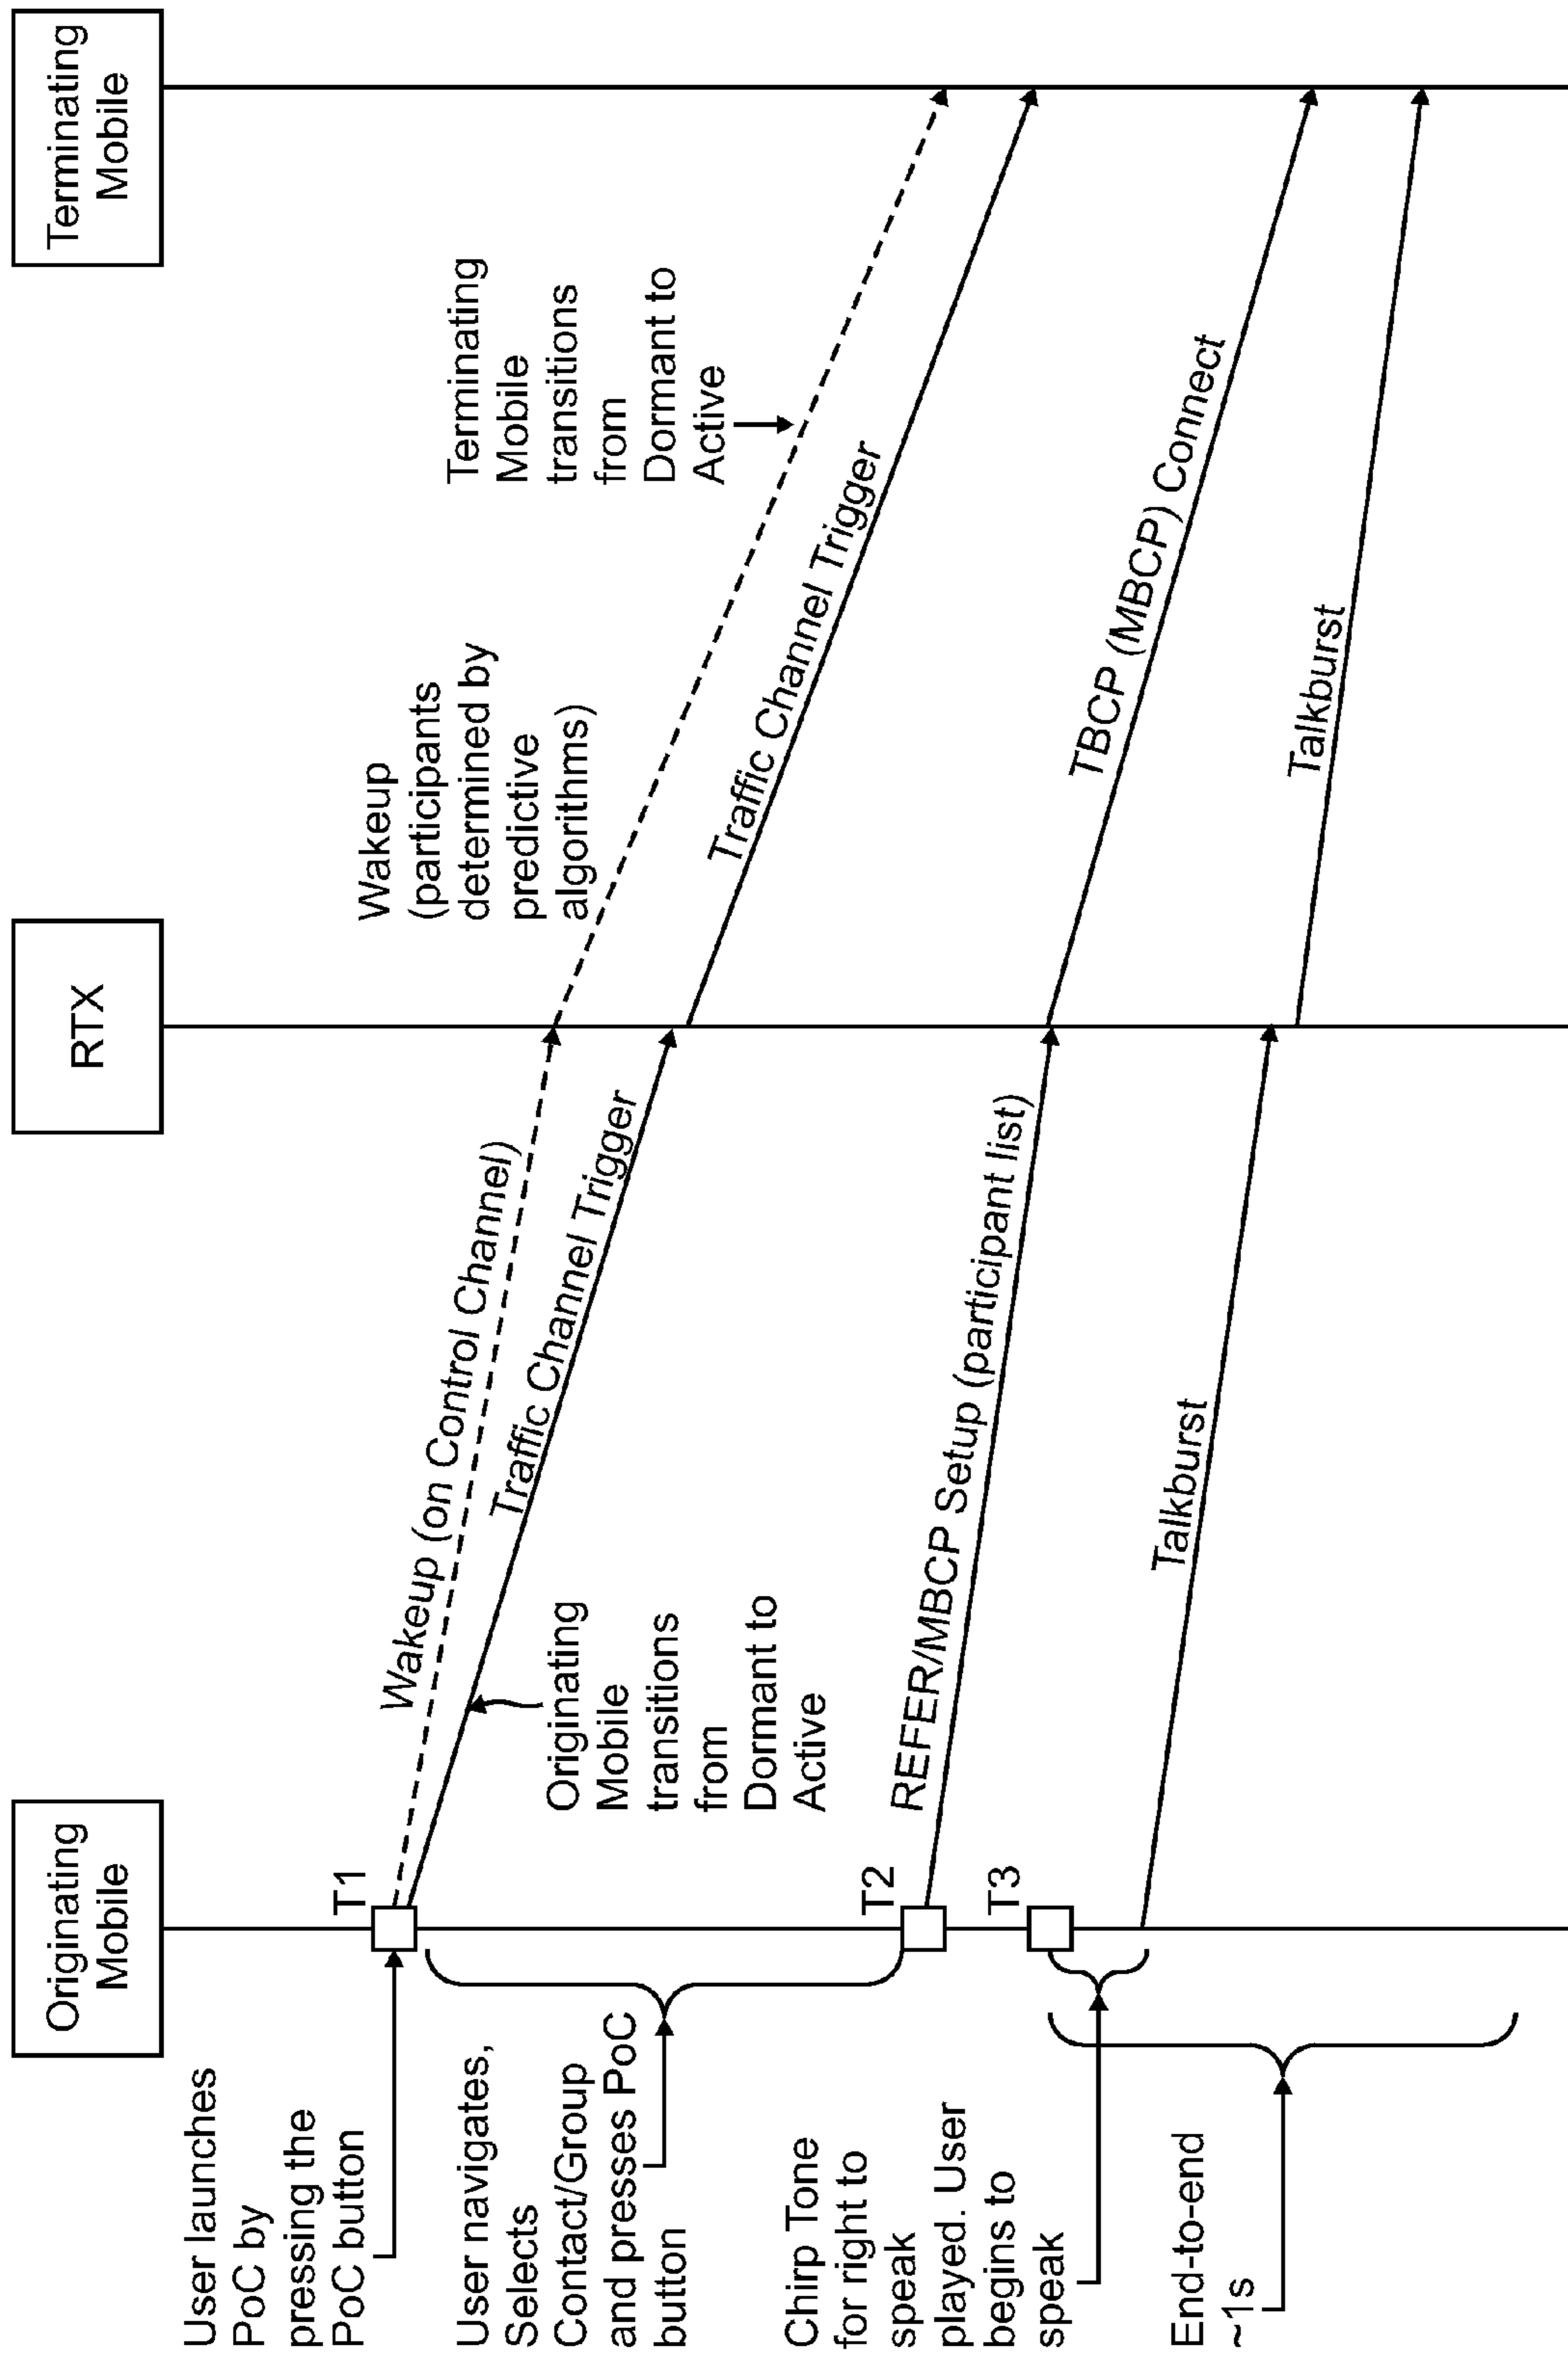 Originating
Mobile
RTX
Terminating
Mobile
User launches
PoC by
pressing the
PoC button
T1
Wakeup (on Control Channel)
Traffic Channel Trigger
Wakeup
(participants
determined by
predictive
algorithms)
Terminating
Mobile
transitions
from
Dormant to
Active
Traffic Channel Trigger
Originating
Mobile
transitions
from
Dormant to
Active
User navigates,
Selects
Contact/Group
and presses PoC
button
T2
REFER/MBCP Setup (participant list)
TBCP (MBCP) Connect
T3
Chirp Tone
for right to
speak
played. User
begins to
speak
Talkburst
Talkburst
End-to-end
~1s